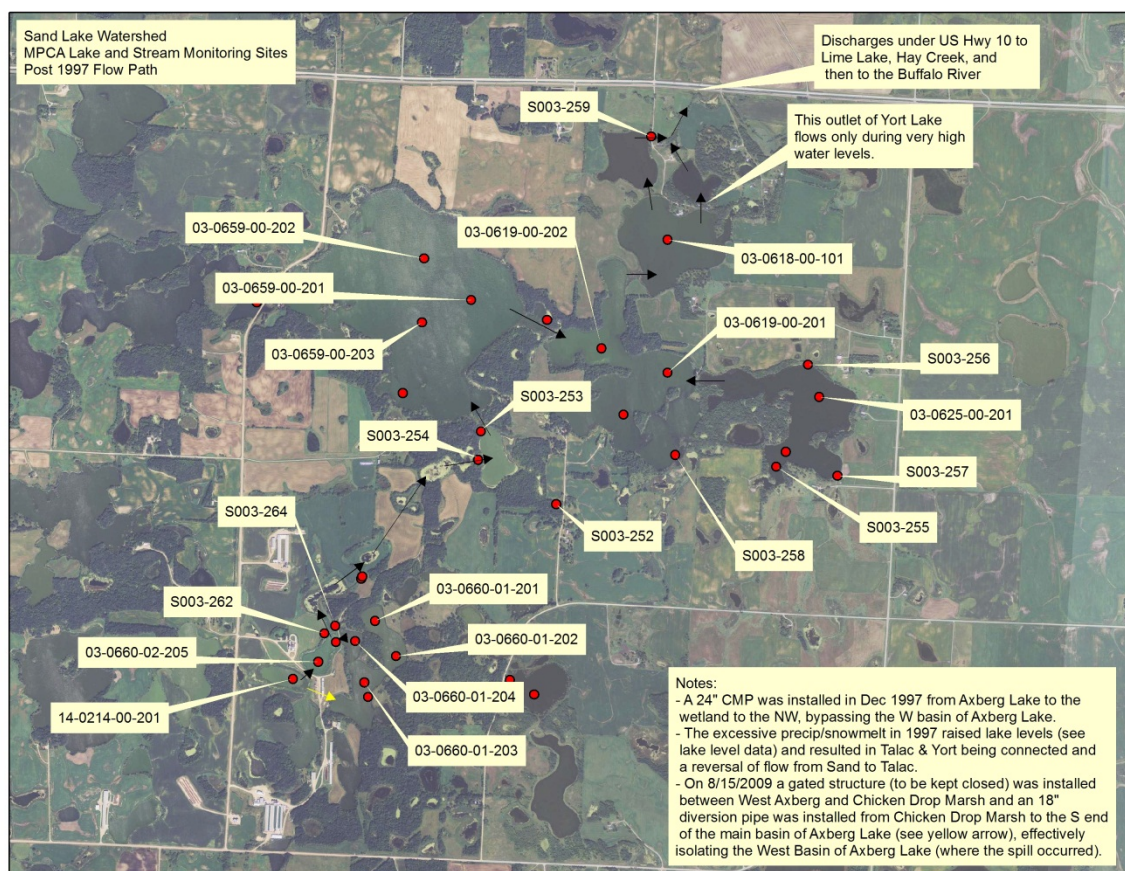 Sand Lake Watershed
MPCA Lake and Stream Monitoring Sites
Post 1997 Flow Path
Discharges under US Hwy 10 to
Lime Lake, Hay Creek, and
then to the Buffalo River
S003-259
This outlet of Yort Lake
flows only during very high
water levels.
03-0659-00-202
03-0619-00-202
03-0618-00-101
03-0659-00-201
03-0659-00-203
03-0619-00-201
S003-256
S003-253
03-0625-00-201
S003-254
S003-257
S003-264
S003-255
S003-252
S003-258
S003-262
03-0660-01-201
03-0660-02-205
03-0660-01-202
14-0214-00-201
03-0660-01-204
03-0660-01-203
Notes:
- A 24" CMP was installed in Dec 1997 from Axberg Lake to the
wetland to the NW, bypassing the W basin of Axberg Lake.
- The excessive precip/snowmelt in 1997 raised lake levels (see
lake level data) and resulted in Talac & Yort being connected and
a reversal of flow from Sand to Talac.
- On 8/15/2009 a gated structure (to be kept closed) was installed
between West Axberg and Chicken Drop Marsh and an 18"
diversion pipe was installed from Chicken Drop Marsh to the S end
of the main basin of Axberg Lake (see yellow arrow), effectively
isolating the West Basin of Axberg Lake (where the spill occurred).